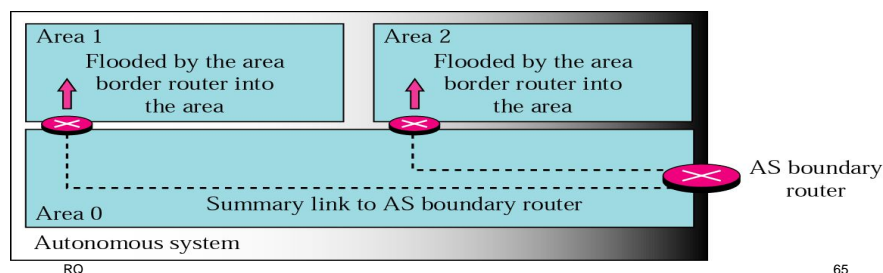 Area 1
Flooded by the area
border router into
the area
Area 2
Flooded by the area
border router into
the area
AS boundary
router
Summary link to AS boundary router
Area 0
Autonomous system
RQ
65